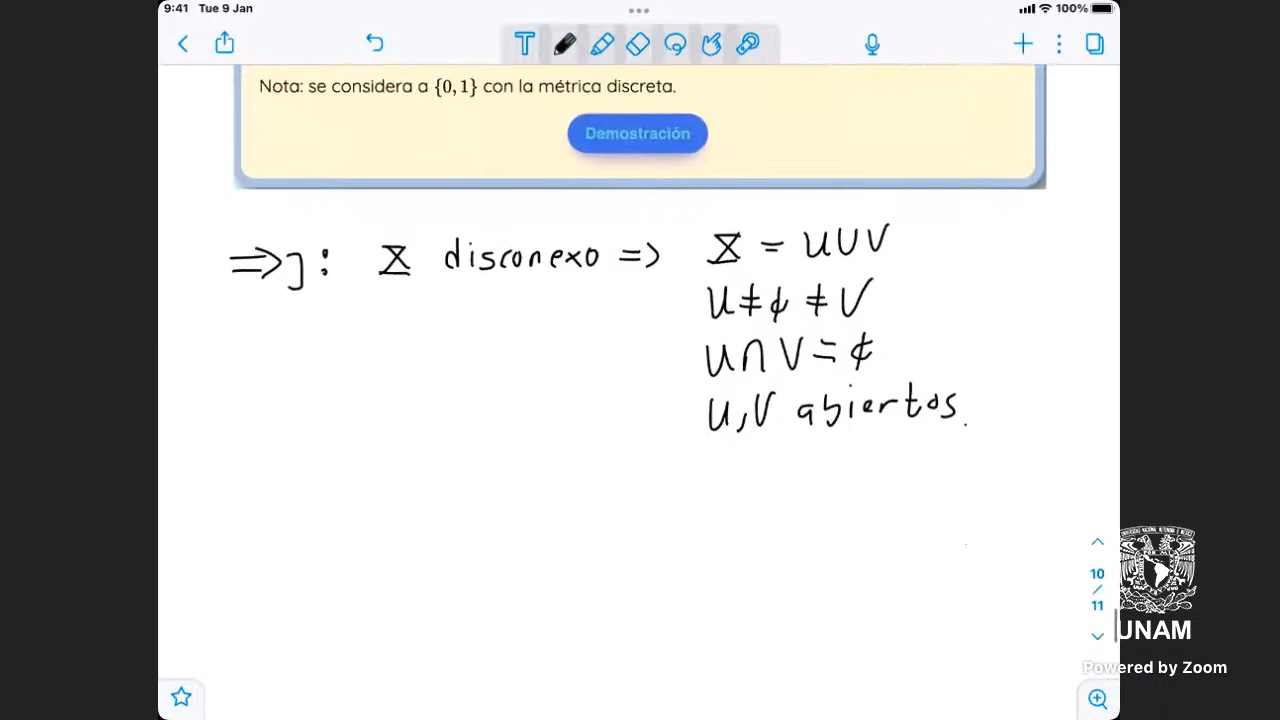 9:41 Tue 9 Jan 100%
Nota: se considera a {0, 1} con la métrica discreta.
Demostración
⇒]: X disconexo => X = U∪V
U ≠ ∅ ≠ V
U∩V = ∅
U,V abiertos.
10
/
11
UNAM
Powered by Zoom